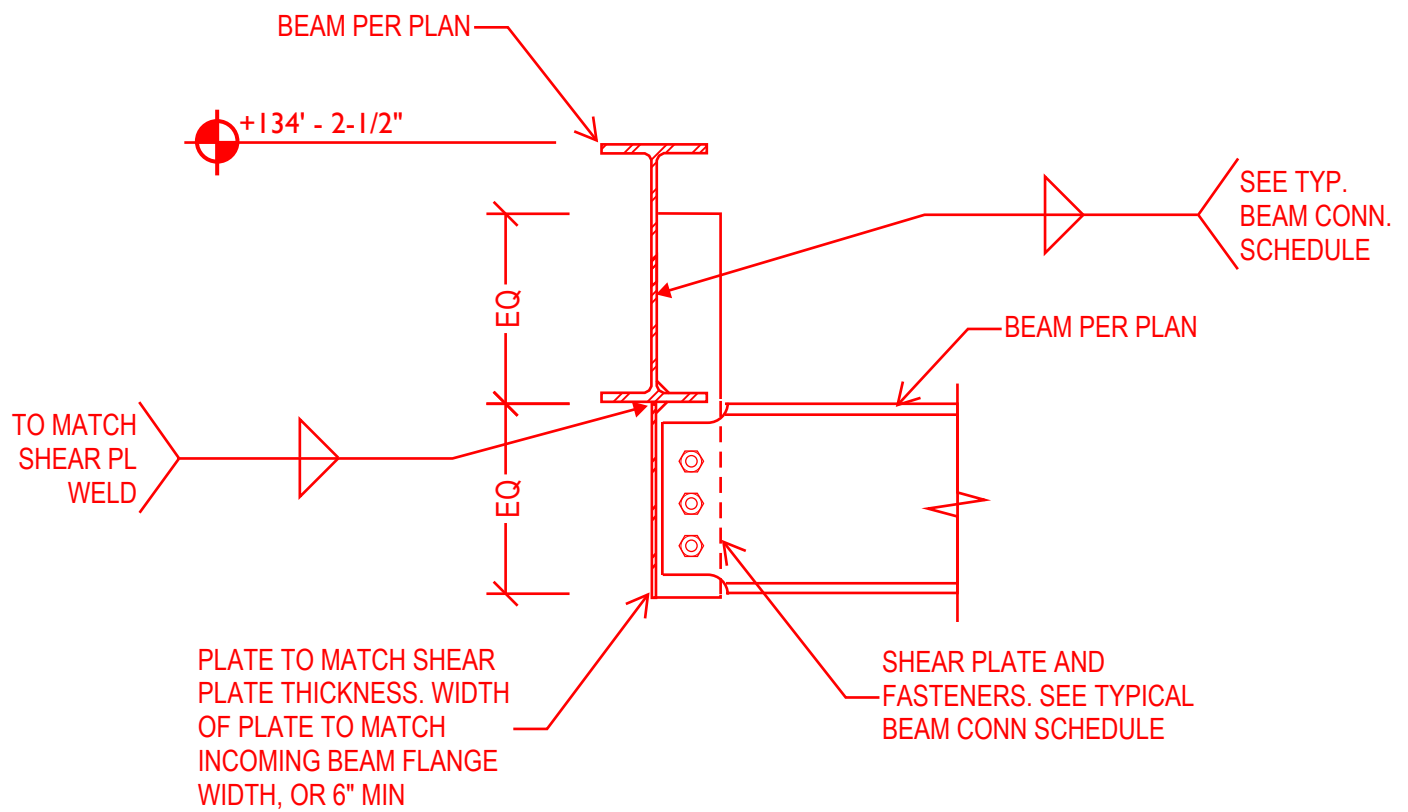 BEAM PER PLAN
+134' - 2-1/2"
SEE TYP.
BEAM CONN.
SCHEDULE
EQ
BEAM PER PLAN
TO MATCH
SHEAR PL
WELD
EQ
PLATE TO MATCH SHEAR
PLATE THICKNESS. WIDTH
OF PLATE TO MATCH
INCOMING BEAM FLANGE
WIDTH, OR 6" MIN
SHEAR PLATE AND
FASTENERS. SEE TYPICAL
BEAM CONN SCHEDULE